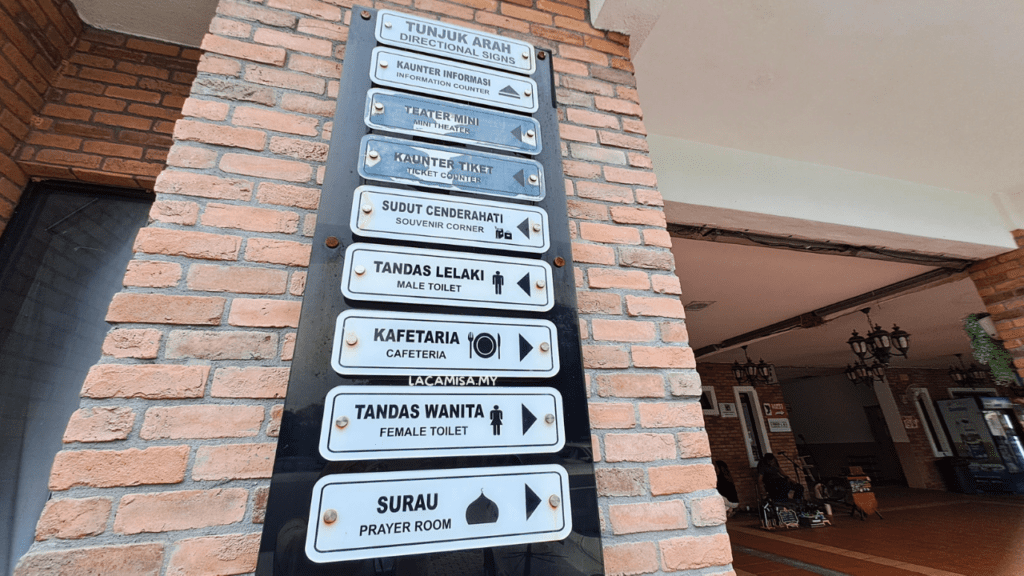 TUNJUK ARAH
DIRECTIONAL SIGNS
KAUNTER INFORMASI
INFORMATION COUNTER
TEATER MINI
MINI THEATER
KAUNTER TIKET
TICKET COUNTER
SUDUT CENDERAHATI
SOUVENIR CORNER
TANDAS LELAKI
MALE TOILET
KAFETARIA
CAFETERIA
LACAMISA.MY
TANDAS WANITA
FEMALE TOILET
SURAU
PRAYER ROOM